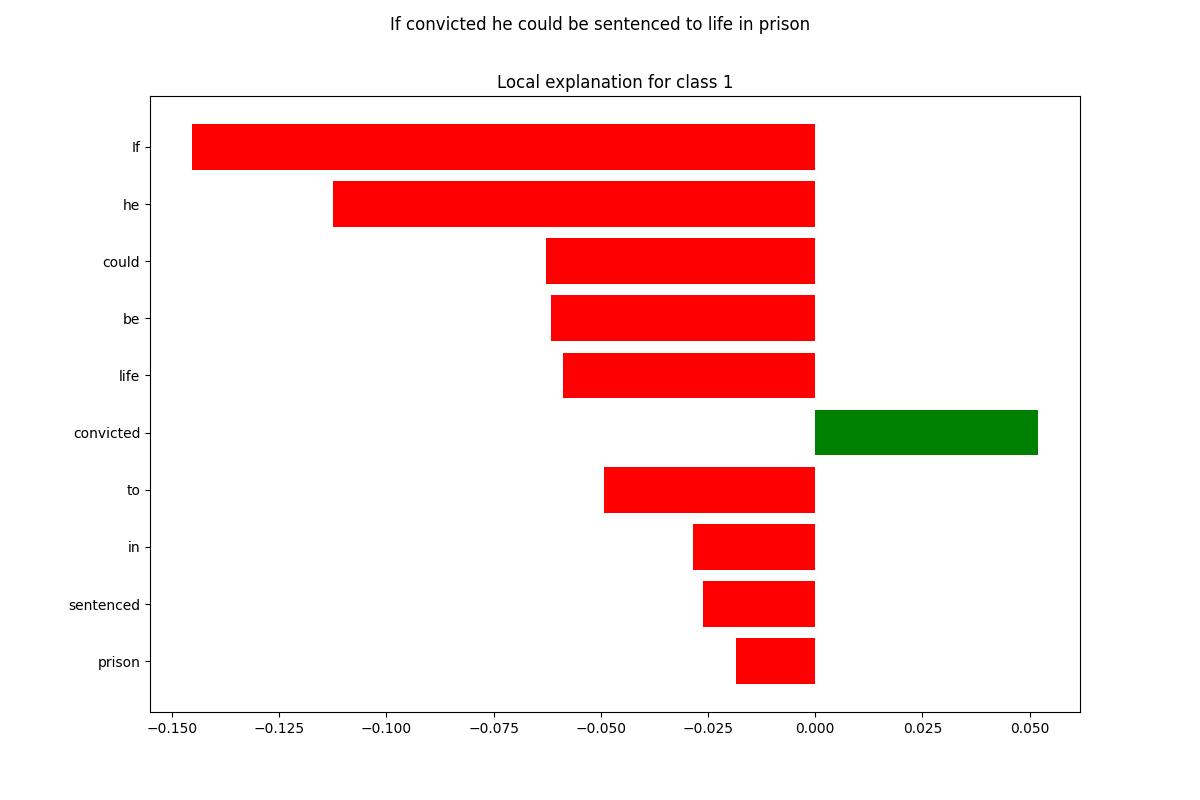 If convicted he could be sentenced to life in prison
Local explanation for class 1
If
he
could
be
life
convicted
to
in
sentenced
prison
−0.150 −0.125 −0.100 −0.075 −0.050 −0.025 0.000 0.025 0.050